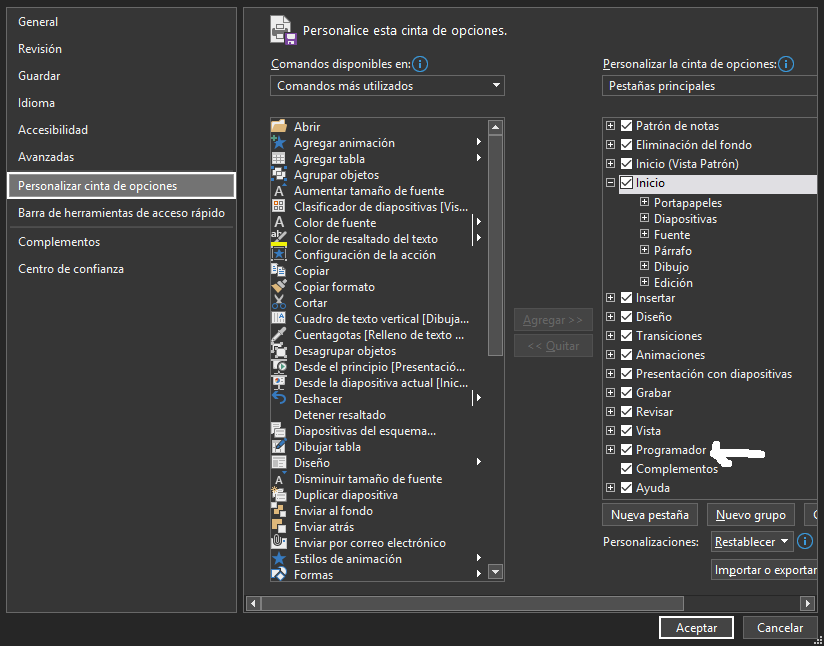 General
Revisión
Guardar
Idioma
Accesibilidad
Avanzadas
Personalizar cinta de opciones
Barra de herramientas de acceso rápido
Complementos
Centro de confianza
Personalice esta cinta de opciones.
Comandos disponibles en:
Comandos más utilizados
Abrir
Agregar animación
Agregar tabla
Agrupar objetos
Aumentar tamaño de fuente
Clasificador de diapositivas [Vis...
Color de fuente
Color de resaltado del texto
Configuración de la acción
Copiar
Copiar formato
Cortar
Cuadro de texto vertical [Dibuja...
Cuentagotas [Relleno de texto ...
Desagrupar objetos
Desde el principio [Presentació...
Desde la diapositiva actual [Inic...
Deshacer
Detener resaltado
Diapositivas del esquema...
Dibujar tabla
Diseño
Disminuir tamaño de fuente
Duplicar diapositiva
Enviar al fondo
Enviar atrás
Enviar por correo electrónico
Estilos de animación
Formas
Agregar >>
<< Quitar
Personalizar la cinta de opciones:
Pestañas principales
Patrón de notas
Eliminación del fondo
Inicio (Vista Patrón)
Inicio
Portapapeles
Diapositivas
Fuente
Párrafo
Dibujo
Edición
Insertar
Diseño
Transiciones
Animaciones
Presentación con diapositivas
Grabar
Revisar
Vista
Programador
Complementos
Ayuda
Nueva pestaña
Nuevo grupo
Personalizaciones:
Restablecer
Importar o exportar
Aceptar
Cancelar